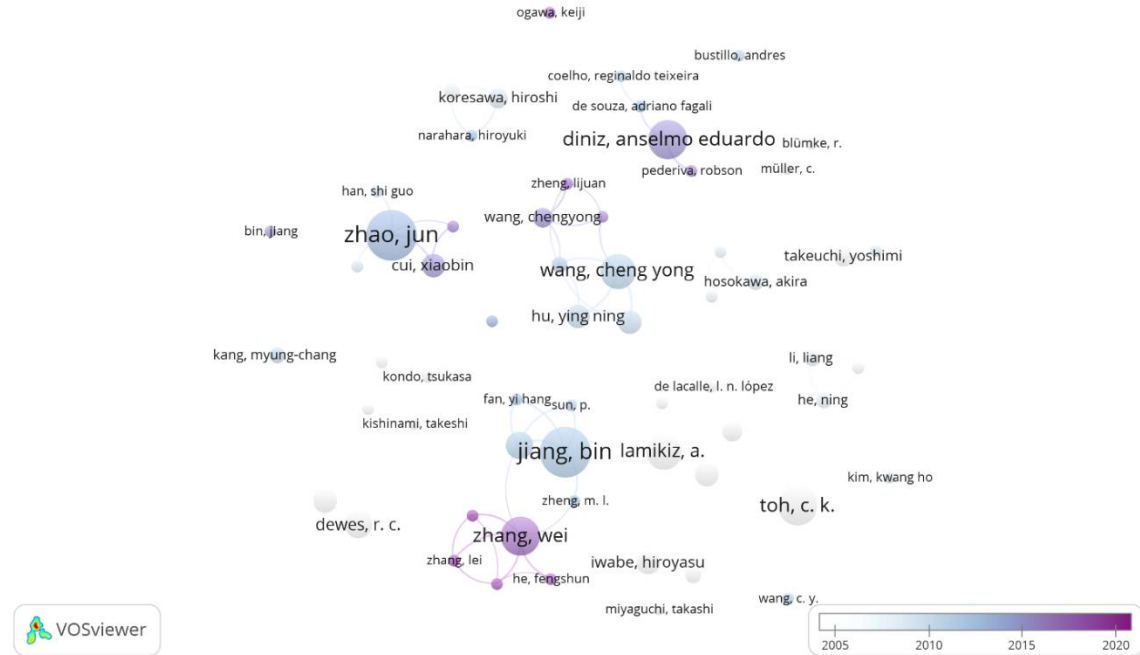 ogawa, keiji
bustillo, andres
coelho, reginaldo teixeira
koresawa, hiroshi
de souza, adriano fagali
narahara, hiroyuki
diniz, anselmo eduardo
blümke, r.
pederiva, robson
müller, c.
zheng, lijuan
han, shi guo
wang, chengyong
bin, jiang
zhao, jun
cui, xiaobin
wang, cheng yong
takeuchi, yoshimi
hosokawa, akira
hu, ying ning
kang, myung-chang
li, liang
kondo, tsukasa
de lacalle, l. n. lópez
fan, yi hang
sun, p.
he, ning
kishinami, takeshi
jiang, bin
lamikiz, a.
kim, kwang ho
zheng, m. l.
toh, c. k.
dewes, r. c.
zhang, wei
zhang, lei
iwabe, hiroyasu
he, fengshun
wang, c. y.
miyaguchi, takashi
VOSviewer
2005 2010 2015 2020